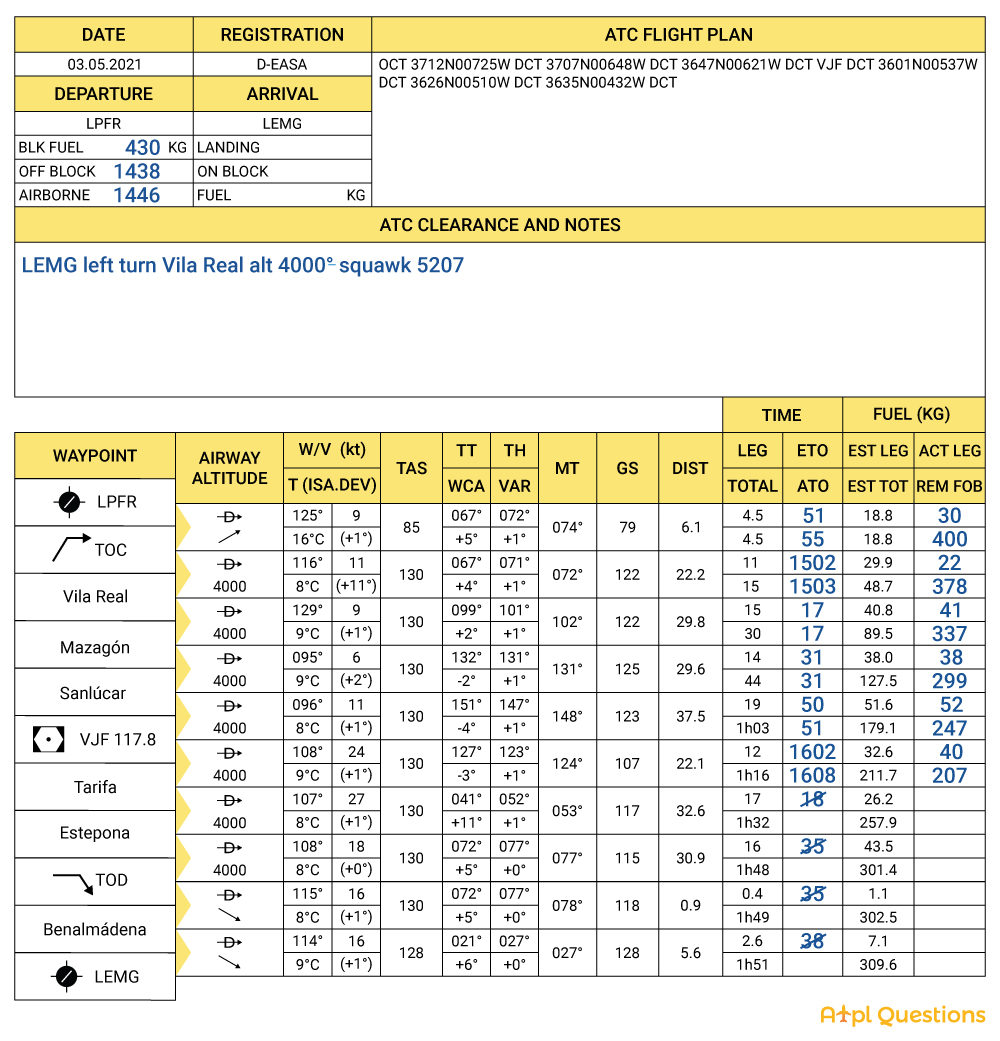 DATE REGISTRATION ATC FLIGHT PLAN
03.05.2021 D-EASA OCT 3712N00725W DCT 3707N00648W DCT 3647N00621W DCT VJF DCT 3601N00537W
DCT 3626N00510W DCT 3635N00432W DCT
DEPARTURE ARRIVAL
LPFR LEMG
BLK FUEL 430 KG LANDING
OFF BLOCK 1438 ON BLOCK
AIRBORNE 1446 FUEL KG
ATC CLEARANCE AND NOTES
LEMG left turn Vila Real alt 4000° squawk 5207
TIME FUEL (KG)
WAYPOINT AIRWAY ALTITUDE W/V (kt) TAS TT TH MT GS DIST LEG ETO EST LEG ACT LEG
T (ISA.DEV) WCA VAR TOTAL ATO EST TOT REM FOB
LPFR
D 125° 9 85 067° 072° 074° 79 6.1 4.5 51 18.8 30
16°C (+1°) +5° +1° 4.5 55 18.8 400
TOC
D 116° 11 130 067° 071° 072° 122 22.2 11 1502 29.9 22
4000 8°C (+11°) +4° +1° 15 1503 48.7 378
Vila Real
D 129° 9 130 099° 101° 102° 122 29.8 15 17 40.8 41
4000 9°C (+1°) +2° +1° 30 17 89.5 337
Mazagón
D 095° 6 130 132° 131° 131° 125 29.6 14 31 38.0 38
4000 9°C (+2°) -2° +1° 44 31 127.5 299
Sanlúcar
D 096° 11 130 151° 147° 148° 123 37.5 19 50 51.6 52
4000 8°C (+1°) -4° +1° 1h03 51 179.1 247
VJF 117.8
D 108° 24 130 127° 123° 124° 107 22.1 12 1602 32.6 40
4000 9°C (+1°) -3° +1° 1h16 1608 211.7 207
Tarifa
D 107° 27 130 041° 052° 053° 117 32.6 17 18 26.2
4000 8°C (+1°) +11° +1° 1h32 257.9
Estepona
D 108° 18 130 072° 077° 077° 115 30.9 16 35 43.5
4000 8°C (+0°) +5° +0° 1h48 301.4
TOD
D 115° 16 130 072° 077° 078° 118 0.9 0.4 35 1.1
8°C (+1°) +5° +0° 1h49 302.5
Benalmádena
D 114° 16 128 021° 027° 027° 128 5.6 2.6 38 7.1
9°C (+1°) +6° +0° 1h51 309.6
LEMG
Atpl Questions